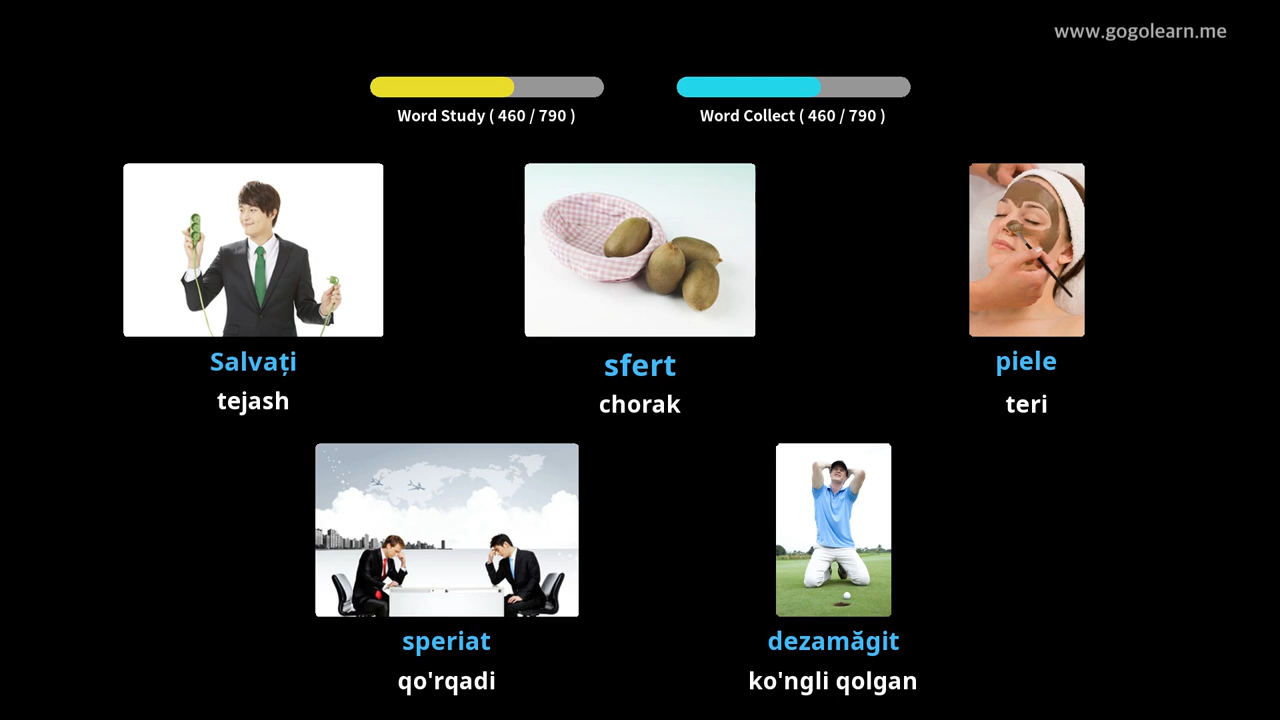 www.gogolearn.me
Word Study ( 460 / 790 )
Word Collect ( 460 / 790 )
Salvați
tejash
sfert
chorak
piele
teri
speriat
qo'rqadi
dezamăgit
ko'ngli qolgan